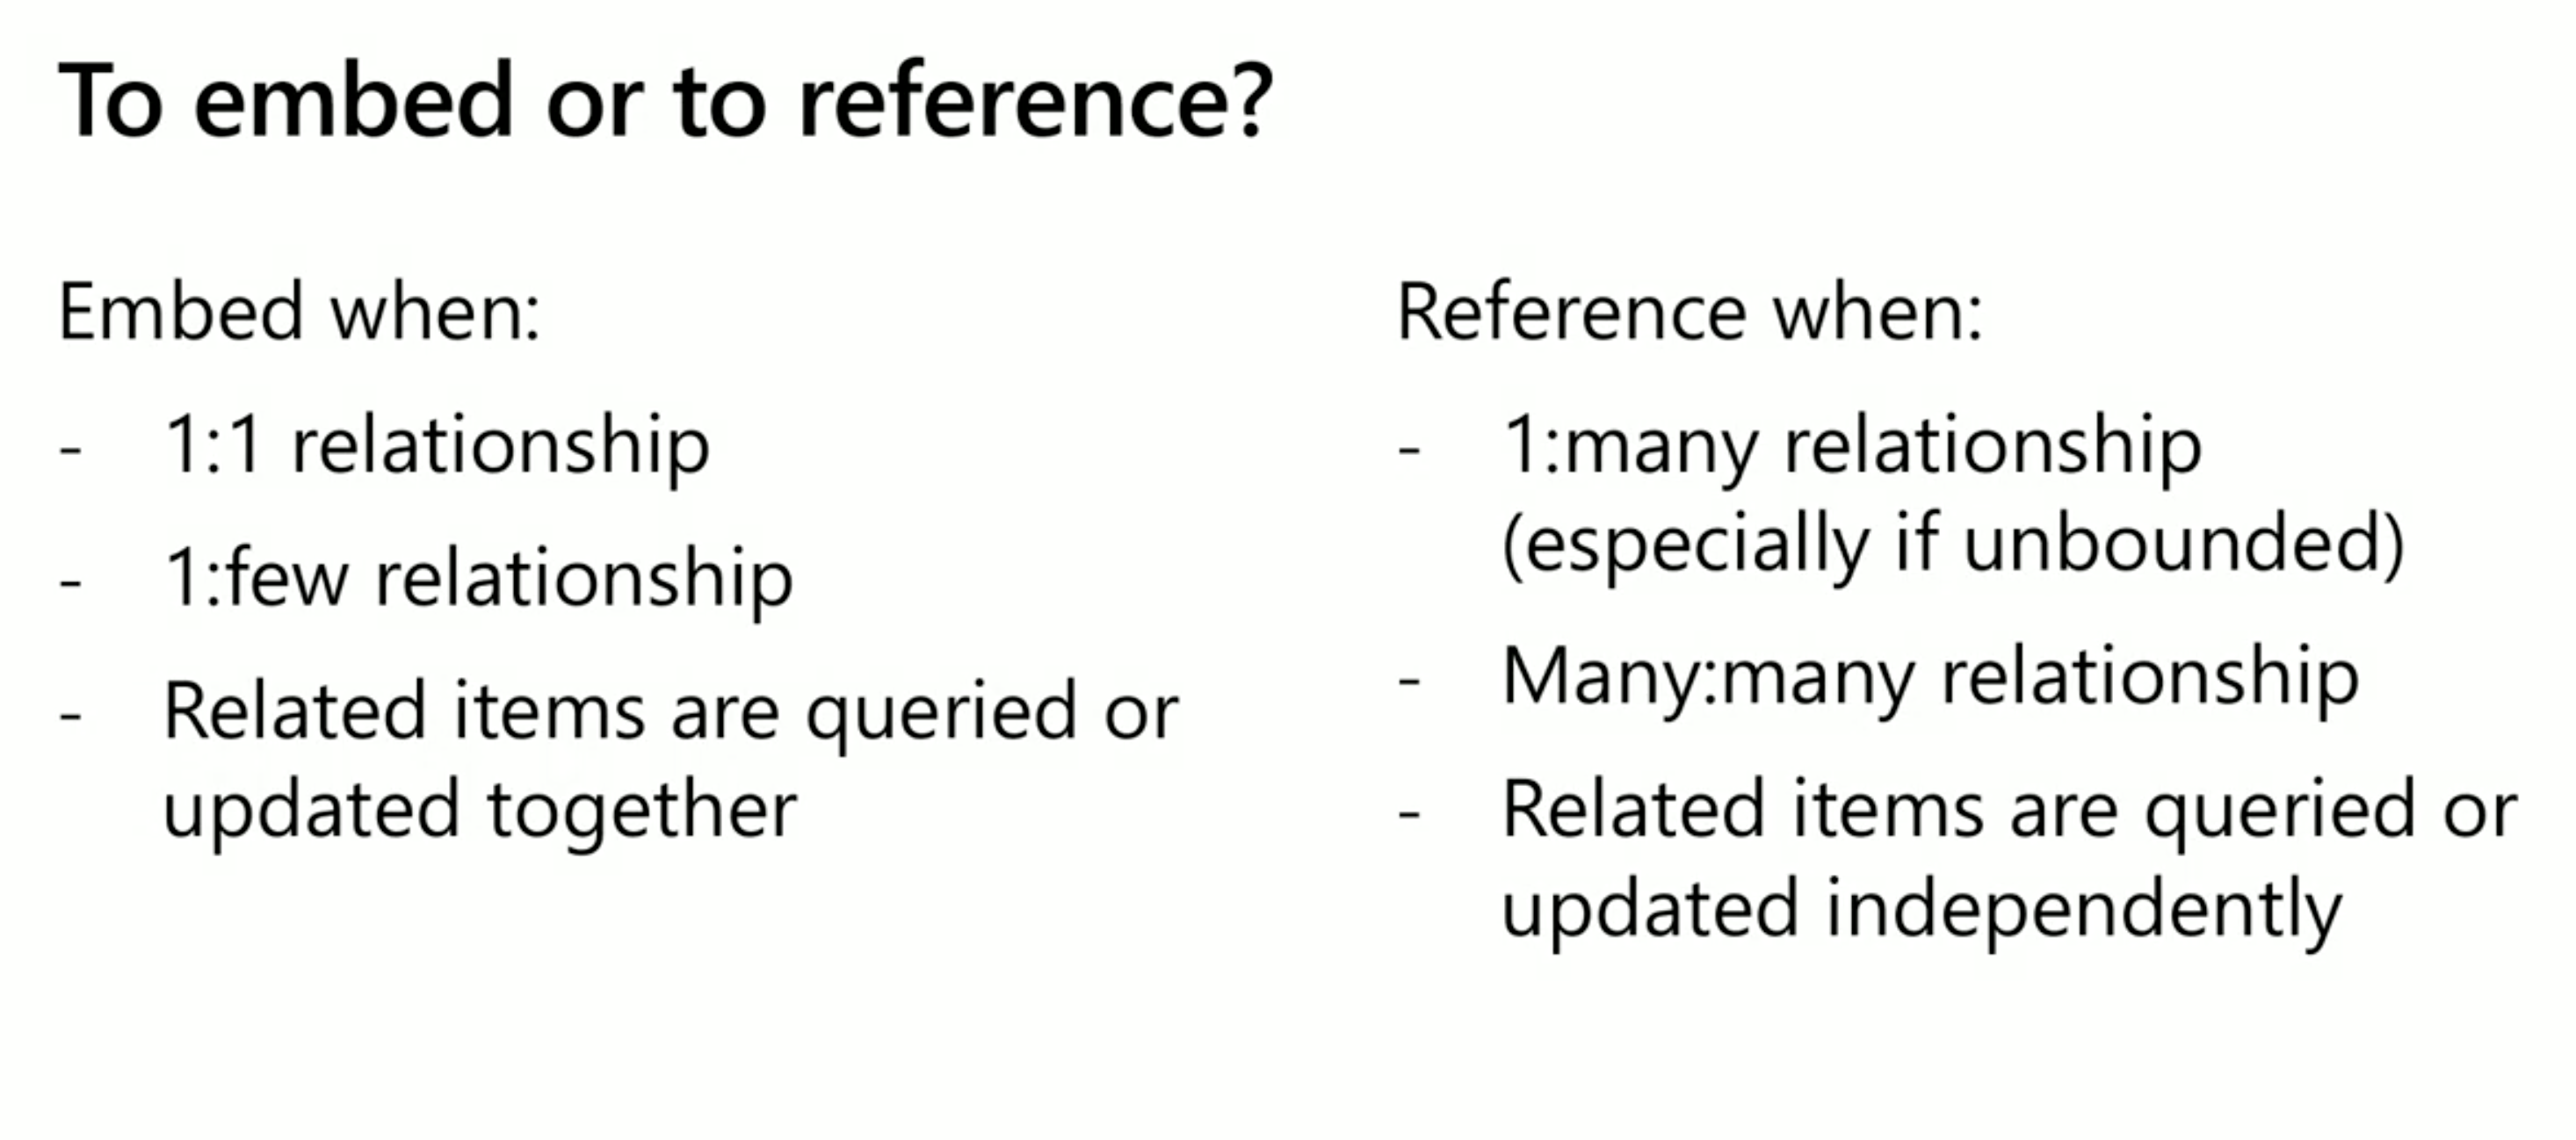 To embed or to reference?
Embed when:
- 1:1 relationship
- 1:few relationship
- Related items are queried or
updated together
Reference when:
- 1:many relationship
(especially if unbounded)
- Many:many relationship
- Related items are queried or
updated independently